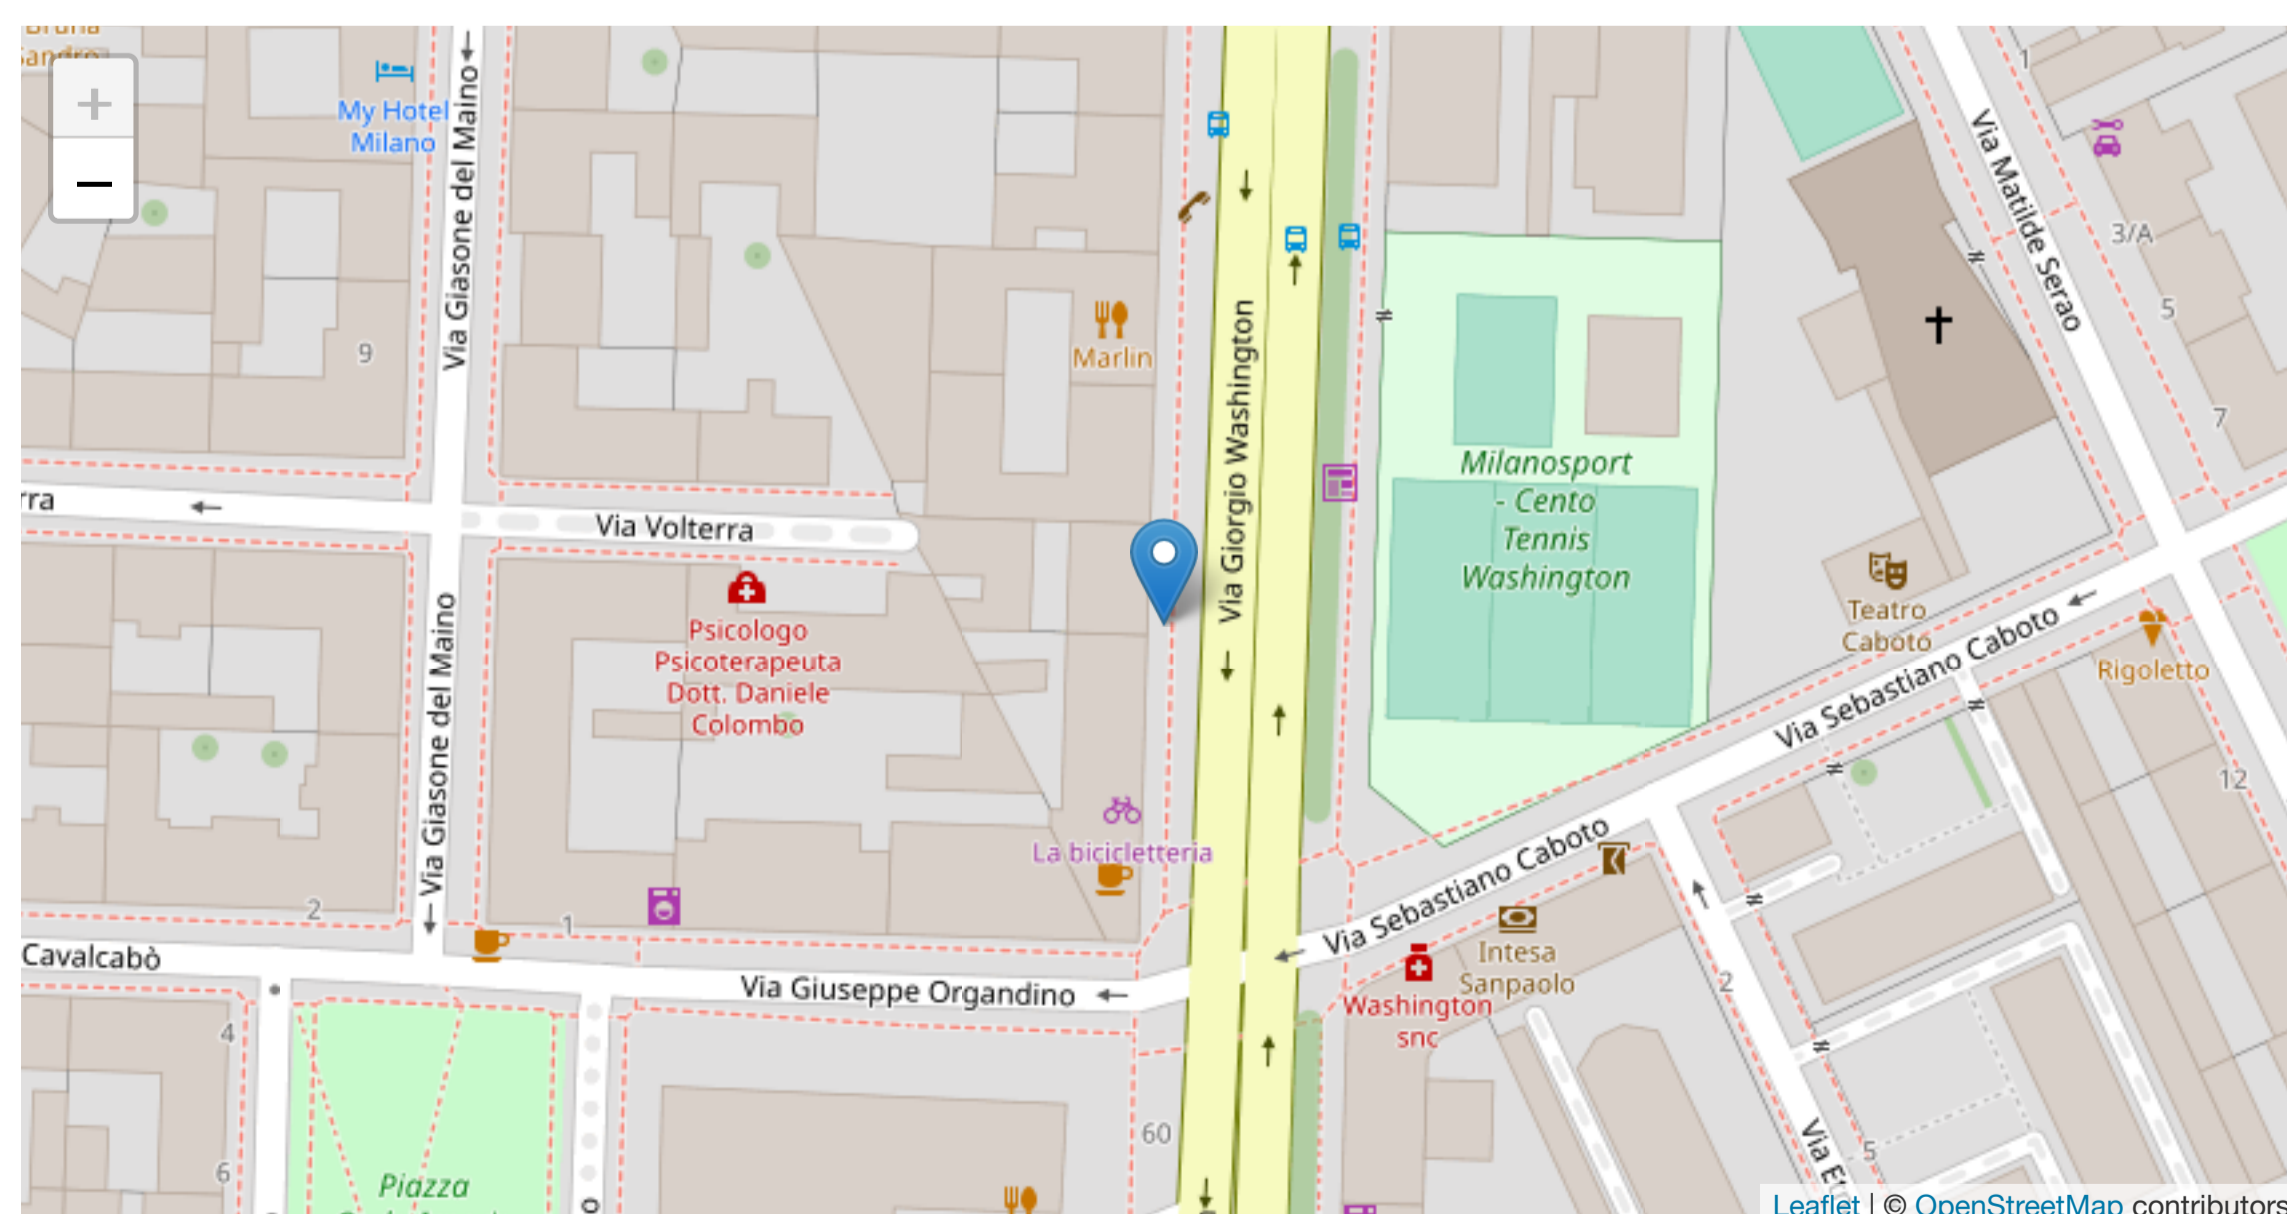 Bruna
Sandro
+
−
My Hotel
Milano
Via Giasone del Maino
9
Marlin
Via Giorgio Washington
Milanosport
- Cento
Tennis
Washington
Via Matilde Serao
1
3/A
5
7
rra
Via Volterra
Psicologo
Psicoterapeuta
Dott. Daniele
Colombo
Via Giasone del Maino
La bicicletteria
Teatro
Caboto
Rigoletto
Via Sebastiano Caboto
Via Sebastiano Caboto
12
2
1
Cavalcabò
Via Giuseppe Organdino
Intesa
Sanpaolo
Washington
snc
2
4
60
6
5
Piazza
Leaflet | © OpenStreetMap contributors